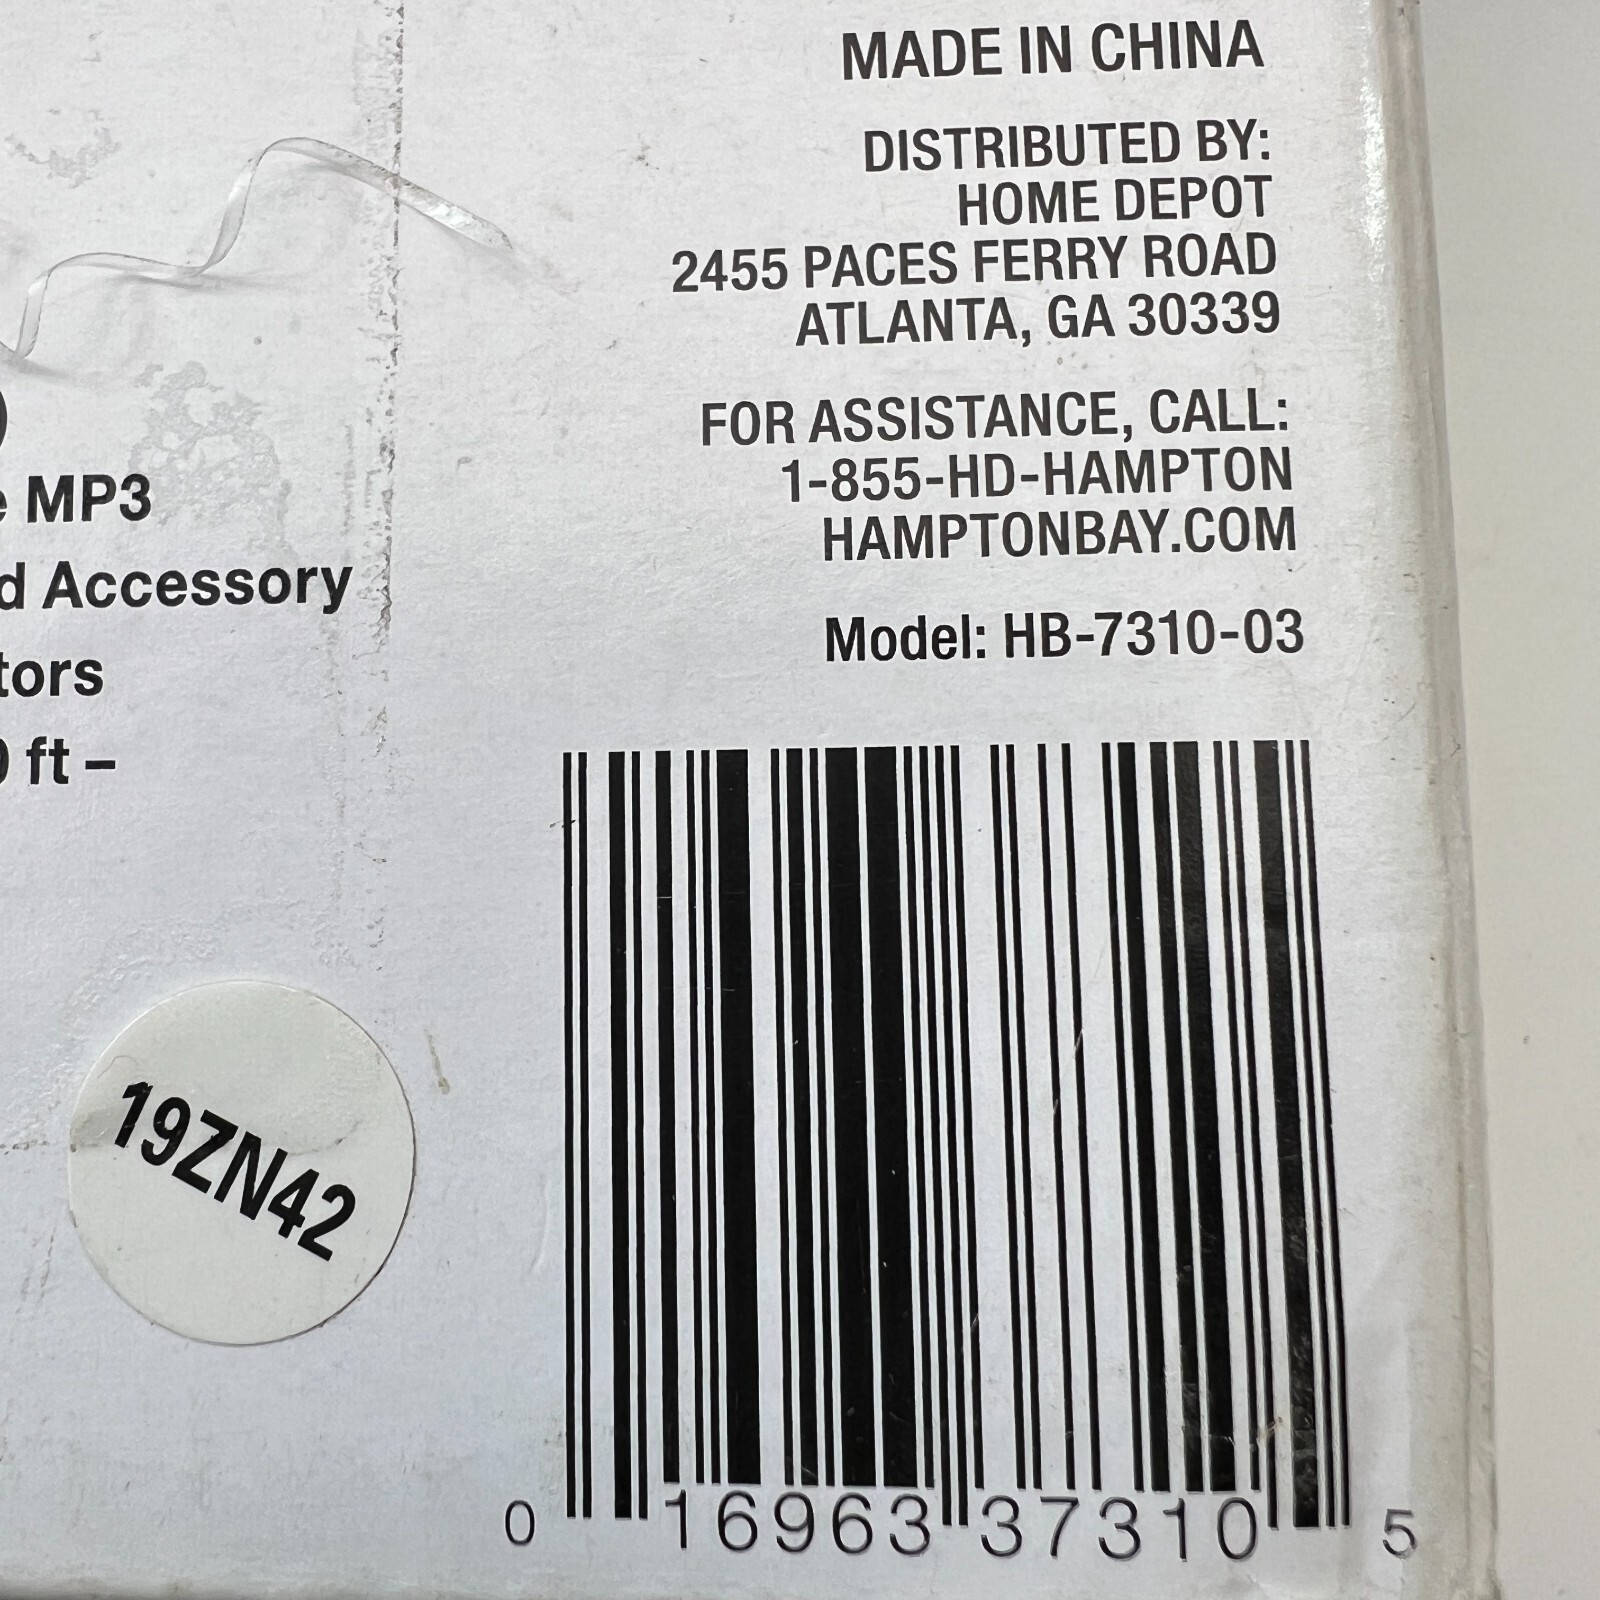 MADE IN CHINA
DISTRIBUTED BY:
HOME DEPOT
2455 PACES FERRY ROAD
ATLANTA, GA 30339
FOR ASSISTANCE, CALL:
1-855-HD-HAMPTON
HAMPTONBAY.COM
Model: HB-7310-03
MP3
Accessory
ft –
19ZN42
0 16963 37310 5